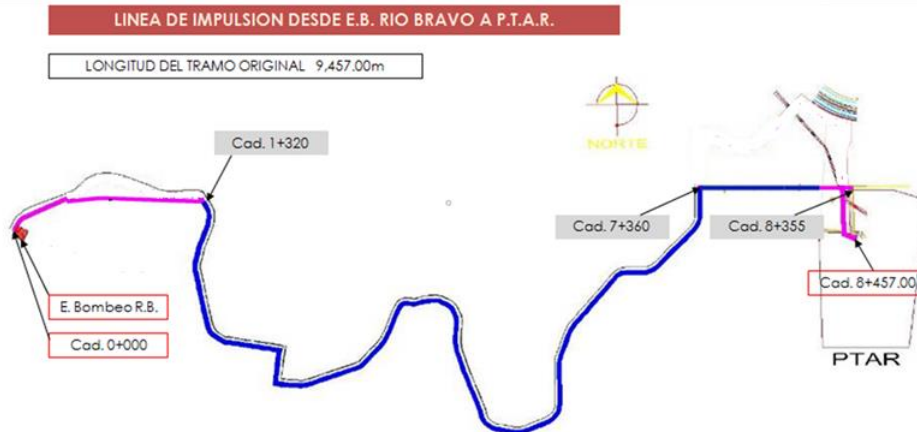 LINEA DE IMPULSION DESDE E.B. RIO BRAVO A P.T.A.R.
LONGITUD DEL TRAMO ORIGINAL 9,457.00m
Cad. 1+320
NORTE
Cad. 7+360
Cad. 8+355
Cad. 8+457.00
E. Bombeo R.B.
Cad. 0+000
PTAR